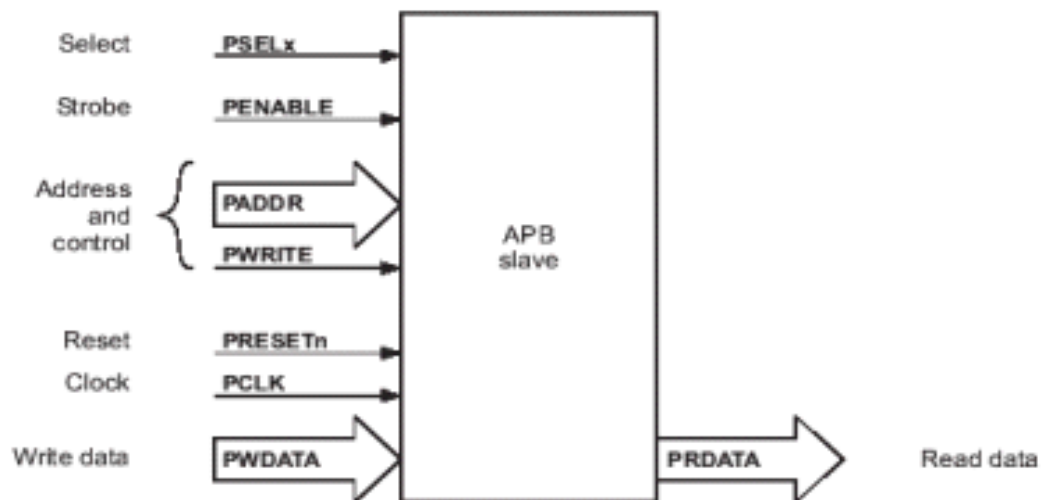 Select PSELx
Strobe PENABLE
Address
and
control
PADDR
PWRITE
APB
slave
Reset PRESETn
Clock PCLK
Write data PWDATA
PRDATA Read data